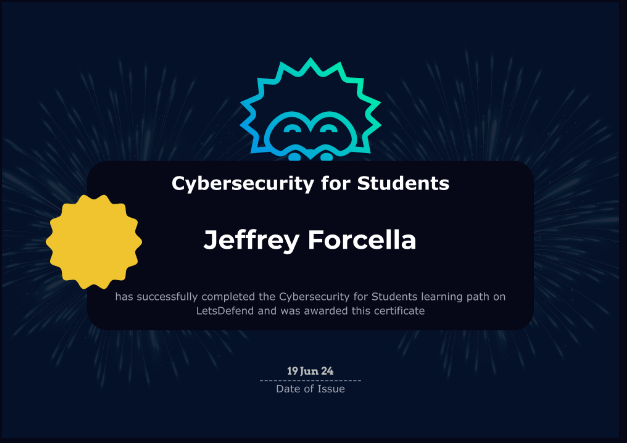 Cybersecurity for Students
Jeffrey Forcella
has successfully completed the Cybersecurity for Students learning path on
LetsDefend and was awarded this certificate
19 Jun 24
Date of Issue